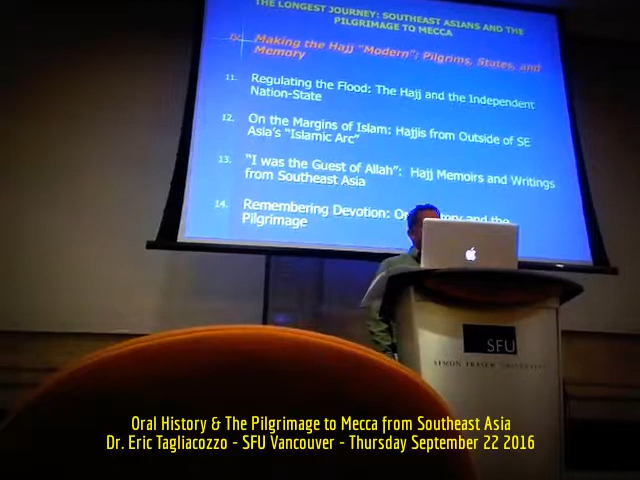 THE LONGEST JOURNEY: SOUTHEAST ASIANS AND THE
PILGRIMAGE TO MECCA
Making the Hajj "Modern": Pilgrims, States, and
Memory
11. Regulating the Flood: The Hajj and the Independent
Nation-State
12. On the Margins of Islam: Hajjis from Outside of SE
Asia's "Islamic Arc"
13. "I was the Guest of Allah": Hajj Memoirs and Writings
from Southeast Asia
14. Remembering Devotion: and the
Pilgrimage
SFU
SIMON FRASER UNIVERSITY
Oral History & The Pilgrimage to Mecca from Southeast Asia
Dr. Eric Tagliacozzo - SFU Vancouver - Thursday September 22 2016